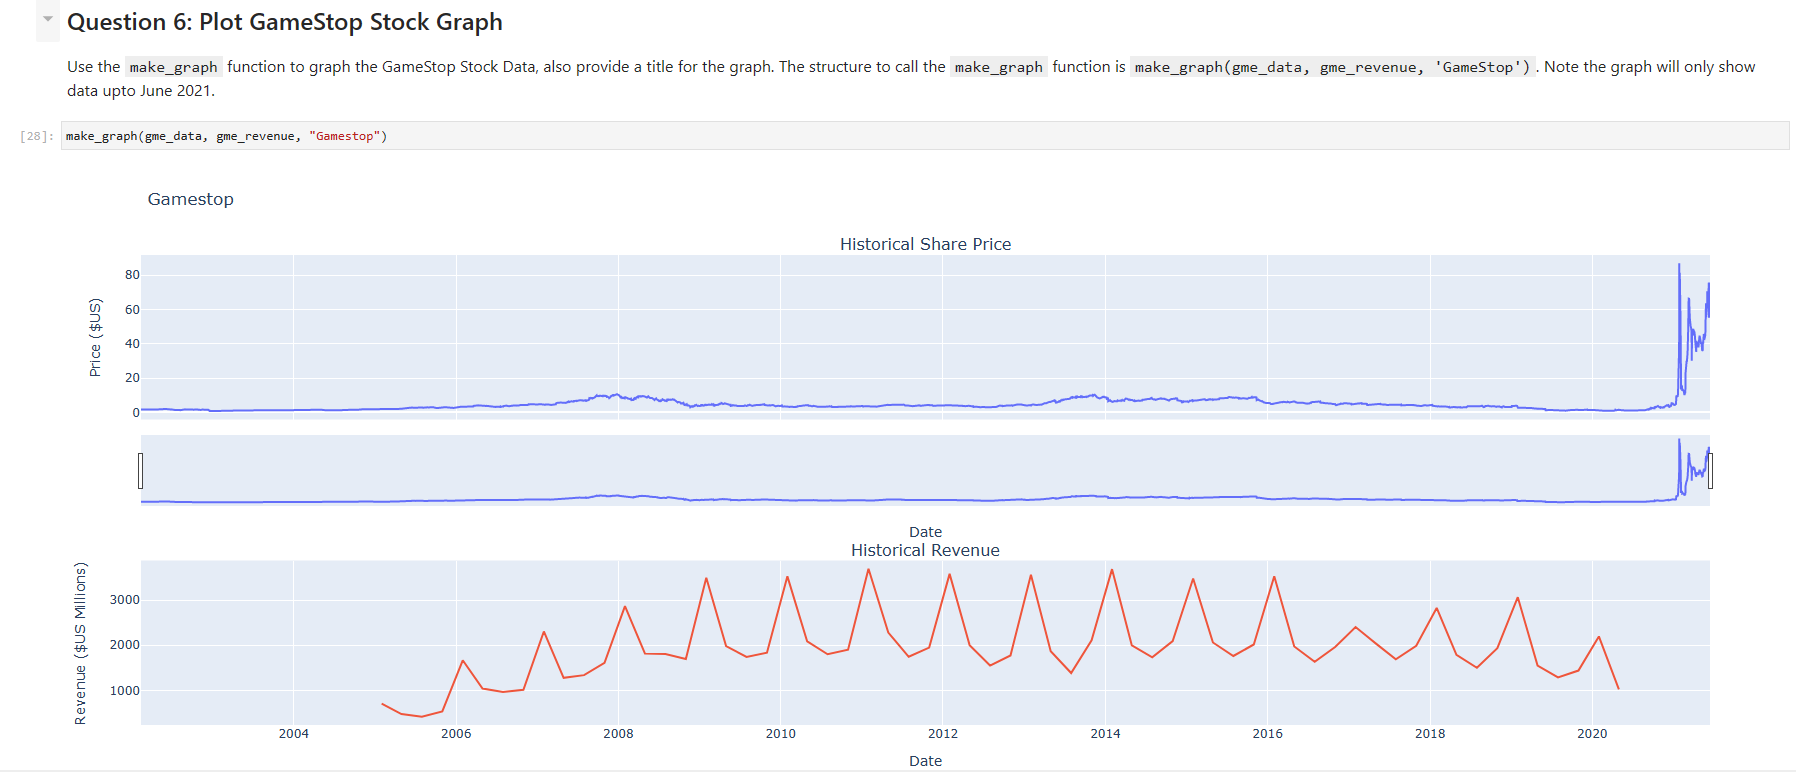 Question 6: Plot GameStop Stock Graph
Use the make_graph function to graph the GameStop Stock Data, also provide a title for the graph. The structure to call the make_graph function is make_graph(gme_data, gme_revenue, 'GameStop') . Note the graph will only show
data upto June 2021.
[28]: make_graph(gme_data, gme_revenue, "Gamestop")
Gamestop
Historical Share Price
Price ($US)
80
60
40
20
0
Date
Historical Revenue
Revenue ($US Millions)
3000
2000
1000
2004 2006 2008 2010 2012 2014 2016 2018 2020
Date